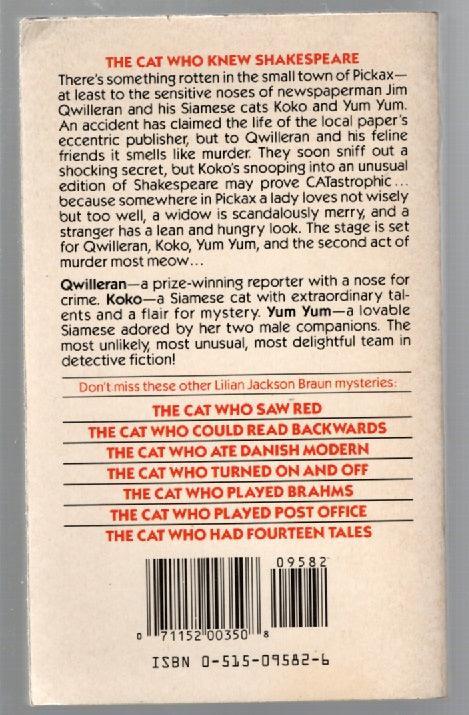 THE CAT WHO KNEW SHAKESPEARE
There's something rotten in the small town of Pickax—
at least to the sensitive noses of newspaperman Jim
Qwilleran and his Siamese cats Koko and Yum Yum.
An accident has claimed the life of the local paper's
eccentric publisher, but to Qwilleran and his feline
friends it smells like murder. They soon sniff out a
shocking secret, but Koko's snooping into an unusual
edition of Shakespeare may prove CATastrophic...
because somewhere in Pickax a lady loves not wisely
but too well, a widow is scandalously merry, and a
stranger has a lean and hungry look. The stage is set
for Qwilleran, Koko, Yum Yum, and the second act of
murder most meow...
Qwilleran—a prize-winning reporter with a nose for
crime. Koko—a Siamese cat with extraordinary tal-
ents and a flair for mystery. Yum Yum—a lovable
Siamese adored by her two male companions. The
most unlikely, most unusual, most delightful team in
detective fiction!
Don't miss these other Lilian Jackson Braun mysteries:
THE CAT WHO SAW RED
THE CAT WHO COULD READ BACKWARDS
THE CAT WHO ATE DANISH MODERN
THE CAT WHO TURNED ON AND OFF
THE CAT WHO PLAYED BRAHMS
THE CAT WHO PLAYED POST OFFICE
THE CAT WHO HAD FOURTEEN TALES
09582
0 71152 00350 8
ISBN 0-515-09582-6